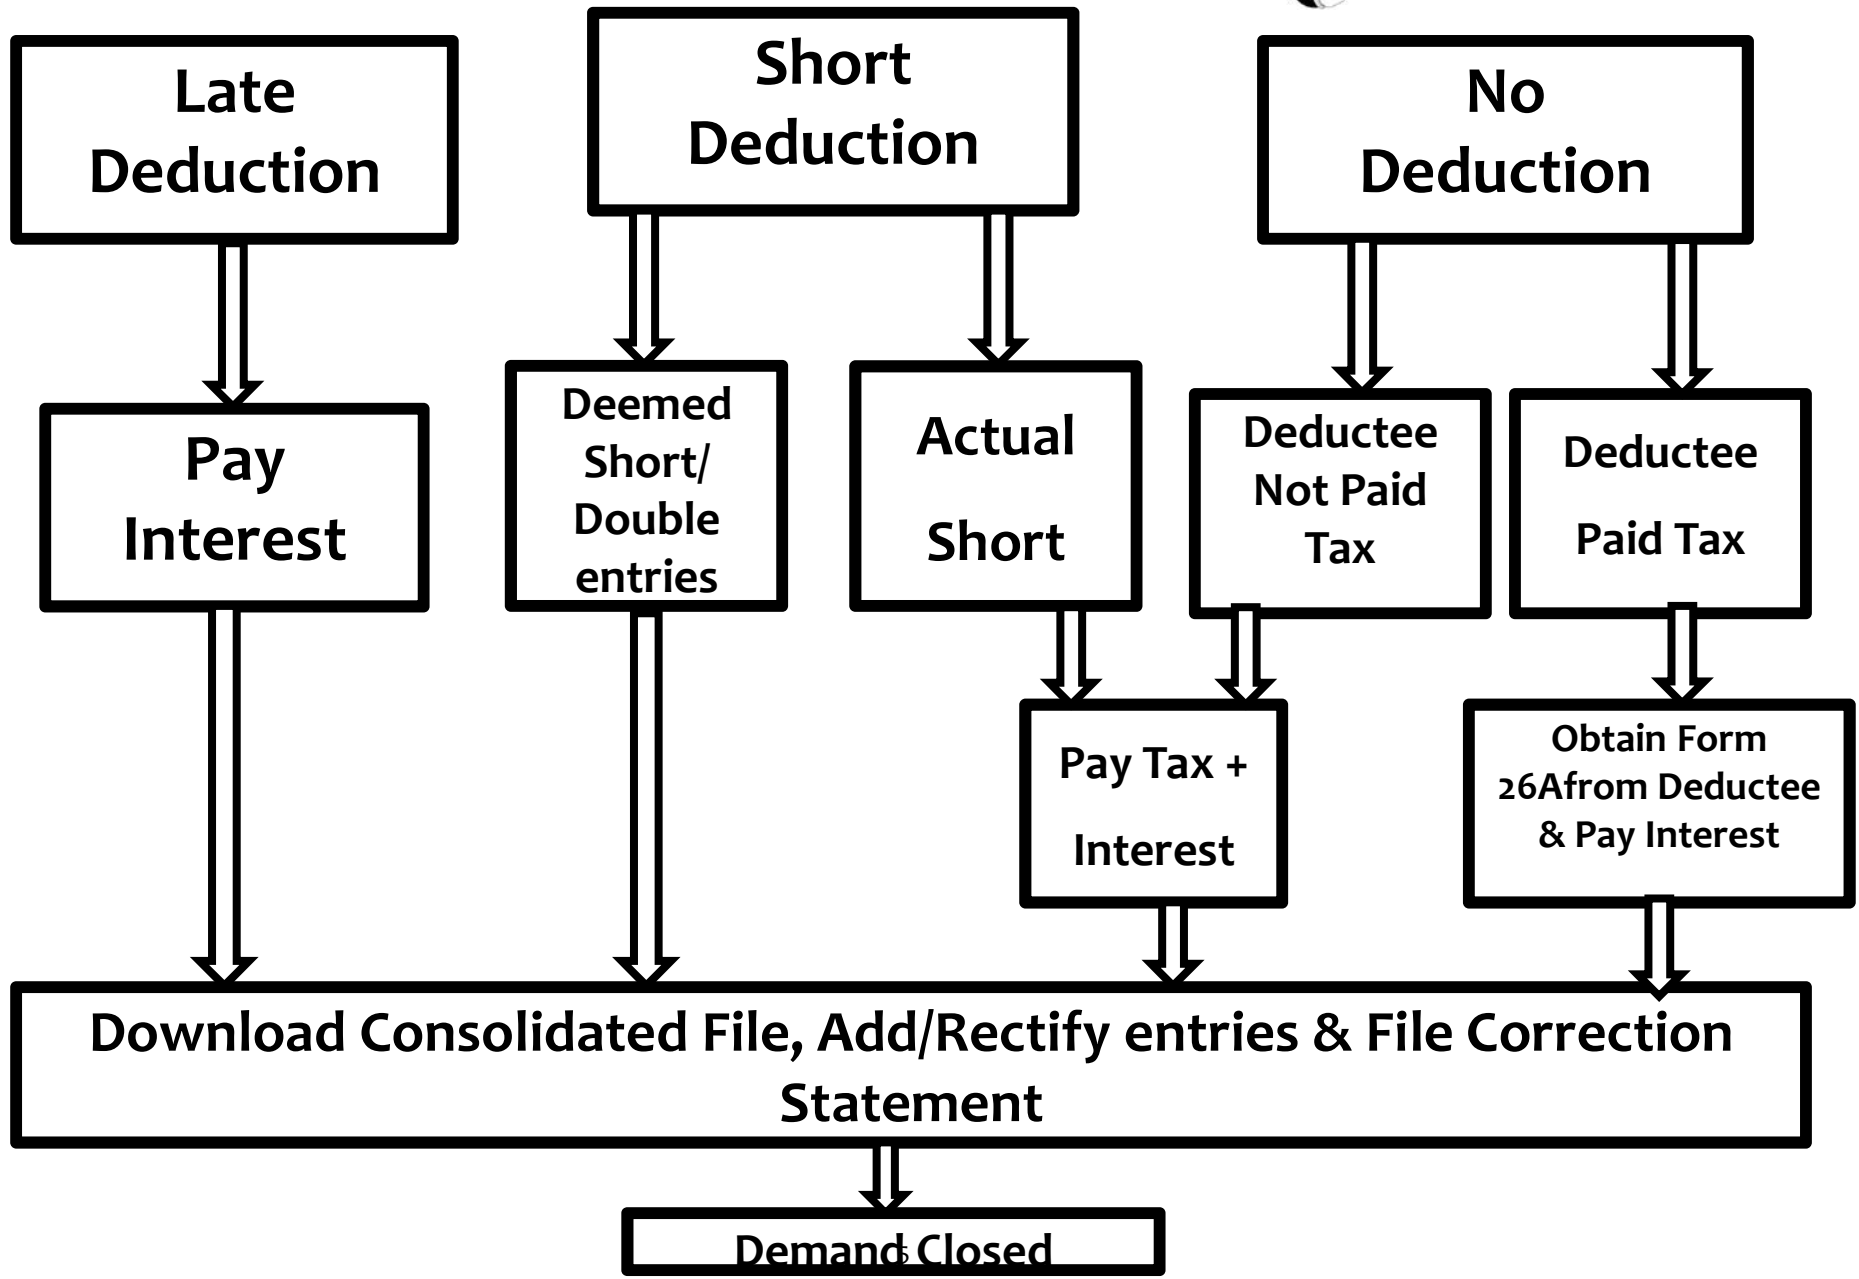 Late
Deduction
Short
Deduction
No
Deduction
Pay
Interest
Deemed
Short/
Double
entries
Actual
Short
Deductee
Not Paid
Tax
Deductee
Paid Tax
Pay Tax +
Interest
Obtain Form
26Afrom Deductee
& Pay Interest
Download Consolidated File, Add/Rectify entries & File Correction
Statement
Demand Closed
5